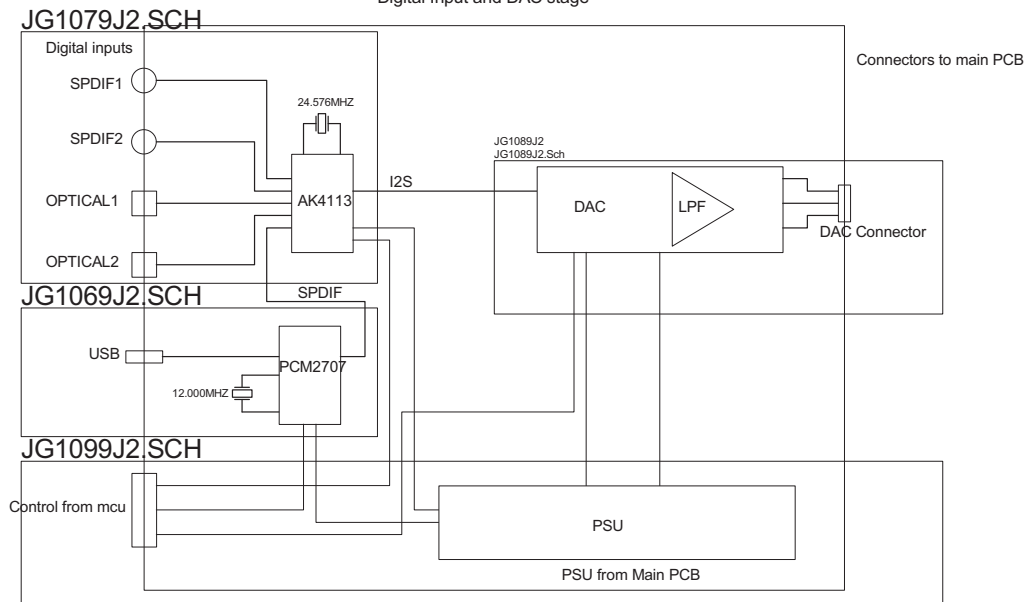 Digital input and DAC stage
JG1079J2.SCH
Digital inputs
Connectors to main PCB
SPDIF1
24.576MHZ
SPDIF2
JG1089J2
JG1089J2.Sch
I2S
OPTICAL1
AK4113
DAC
LPF
DAC Connector
OPTICAL2
JG1069J2.SCH
SPDIF
USB
PCM2707
12.000MHZ
JG1099J2.SCH
Control from mcu
PSU
PSU from Main PCB